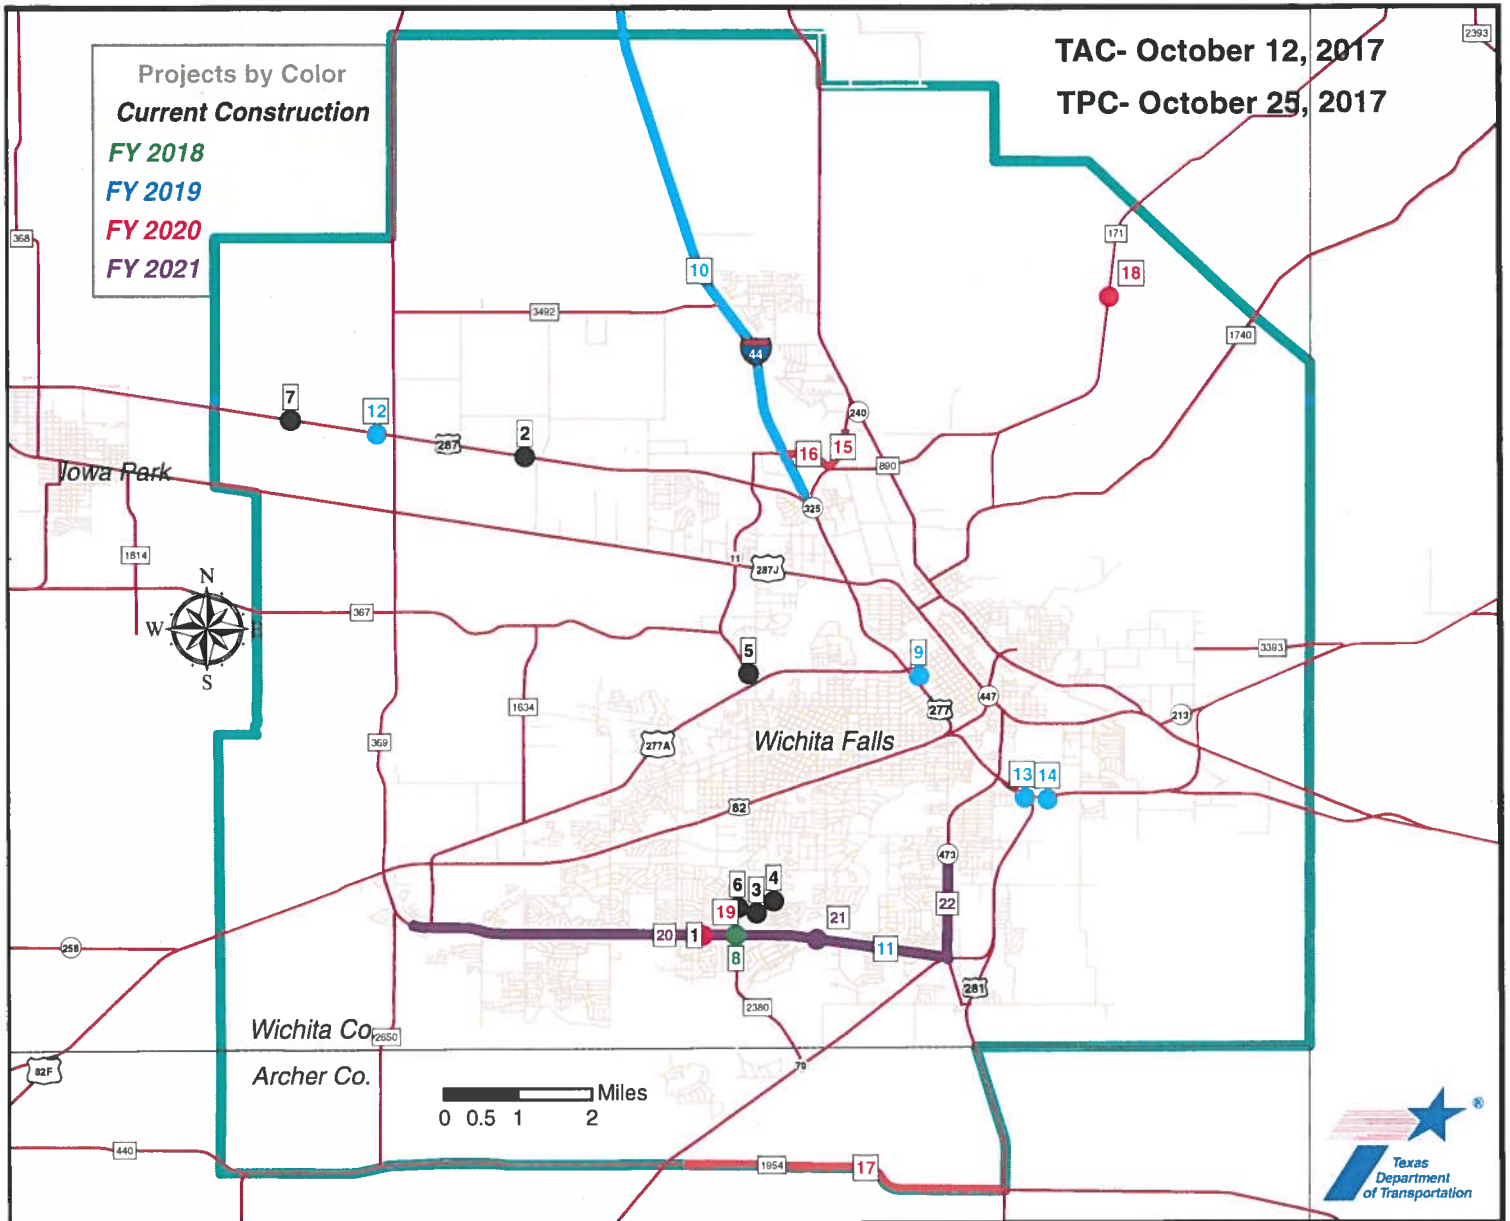 TAC- October 12, 2017
TPC- October 25, 2017
2393
Projects by Color
Current Construction
FY 2018
FY 2019
FY 2020
FY 2021
368
171
18
10
3492
1740
44
7
12
240
287
2
16
15
890
Iowa Park
325
1814
11
287J
N
W
E
S
367
5
9
3393
1634
447
277
213
369
277A
Wichita Falls
13
14
82
473
6
3
4
19
21
22
258
20
1
8
11
281
2380
Wichita Co.
2650
82F
Archer Co.
79
Miles
0 0.5 1 2
®
440
1954
17
Texas
Department
of Transportation